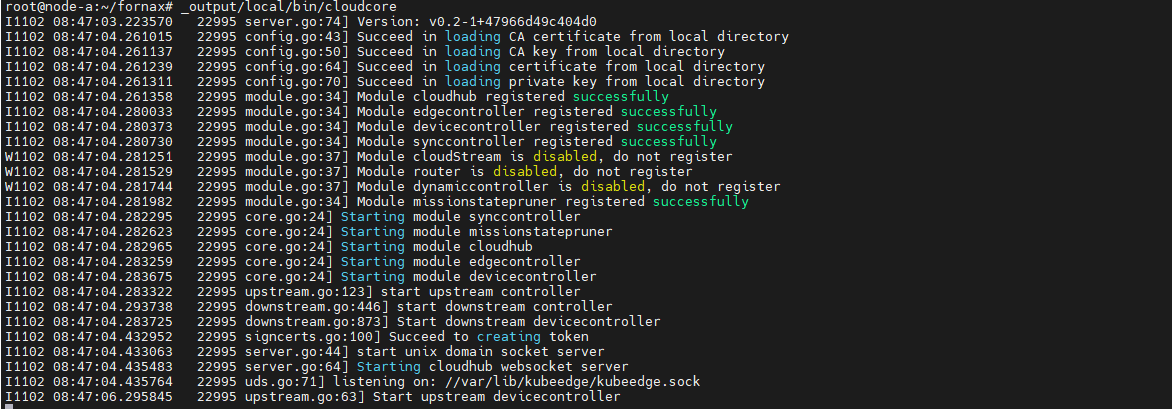 root@node-a:~/fornax# _output/local/bin/cloudcore
I1102 08:47:03.223570   22995 server.go:74] Version: v0.2-1+47966d49c404d0
I1102 08:47:04.261015   22995 config.go:43] Succeed in loading CA certificate from local directory
I1102 08:47:04.261137   22995 config.go:50] Succeed in loading CA key from local directory
I1102 08:47:04.261239   22995 config.go:64] Succeed in loading certificate from local directory
I1102 08:47:04.261311   22995 config.go:70] Succeed in loading private key from local directory
I1102 08:47:04.261358   22995 module.go:34] Module cloudhub registered successfully
I1102 08:47:04.280033   22995 module.go:34] Module edgecontroller registered successfully
I1102 08:47:04.280373   22995 module.go:34] Module devicecontroller registered successfully
I1102 08:47:04.280730   22995 module.go:34] Module synccontroller registered successfully
W1102 08:47:04.281251   22995 module.go:37] Module cloudStream is disabled, do not register
W1102 08:47:04.281529   22995 module.go:37] Module router is disabled, do not register
W1102 08:47:04.281744   22995 module.go:37] Module dynamiccontroller is disabled, do not register
I1102 08:47:04.281982   22995 module.go:34] Module missionstatepruner registered successfully
I1102 08:47:04.282295   22995 core.go:24] Starting module synccontroller
I1102 08:47:04.282623   22995 core.go:24] Starting module missionstatepruner
I1102 08:47:04.282965   22995 core.go:24] Starting module cloudhub
I1102 08:47:04.283259   22995 core.go:24] Starting module edgecontroller
I1102 08:47:04.283675   22995 core.go:24] Starting module devicecontroller
I1102 08:47:04.283322   22995 upstream.go:123] start upstream controller
I1102 08:47:04.293738   22995 downstream.go:446] start downstream controller
I1102 08:47:04.283725   22995 downstream.go:873] Start downstream devicecontroller
I1102 08:47:04.432952   22995 signcerts.go:100] Succeed to creating token
I1102 08:47:04.433063   22995 server.go:44] start unix domain socket server
I1102 08:47:04.435483   22995 server.go:64] Starting cloudhub websocket server
I1102 08:47:04.435764   22995 uds.go:71] listening on: //var/lib/kubeedge/kubeedge.sock
I1102 08:47:06.295845   22995 upstream.go:63] Start upstream devicecontroller